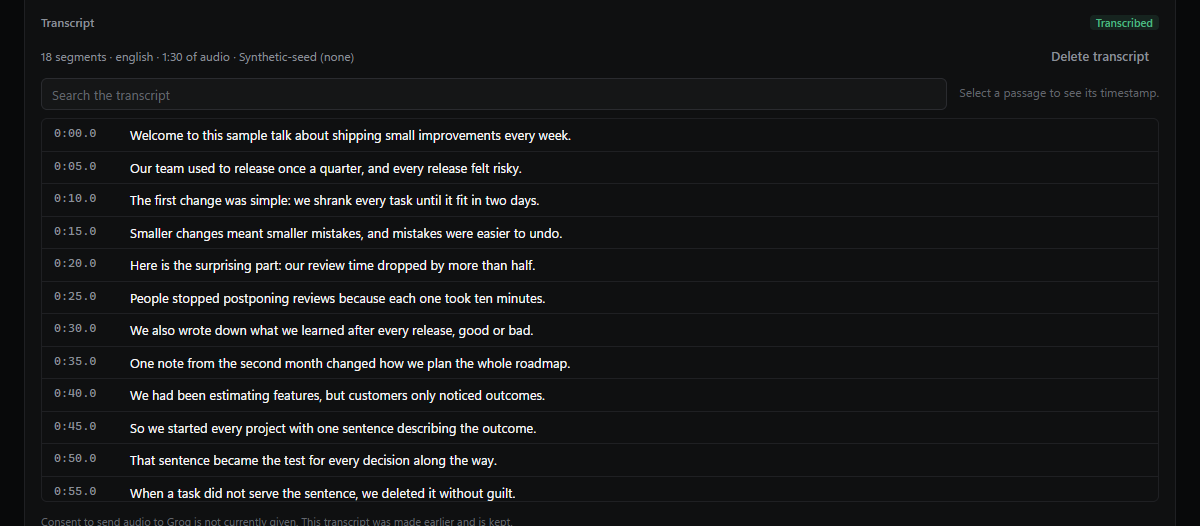 Transcript
Transcribed
18 segments · english · 1:30 of audio · Synthetic-seed (none)
Delete transcript
Search the transcript
Select a passage to see its timestamp.
0:00.0 Welcome to this sample talk about shipping small improvements every week.
0:05.0 Our team used to release once a quarter, and every release felt risky.
0:10.0 The first change was simple: we shrank every task until it fit in two days.
0:15.0 Smaller changes meant smaller mistakes, and mistakes were easier to undo.
0:20.0 Here is the surprising part: our review time dropped by more than half.
0:25.0 People stopped postponing reviews because each one took ten minutes.
0:30.0 We also wrote down what we learned after every release, good or bad.
0:35.0 One note from the second month changed how we plan the whole roadmap.
0:40.0 We had been estimating features, but customers only noticed outcomes.
0:45.0 So we started every project with one sentence describing the outcome.
0:50.0 That sentence became the test for every decision along the way.
0:55.0 When a task did not serve the sentence, we deleted it without guilt.
Consent to send audio to Groq is not currently given. This transcript was made earlier and is kept.